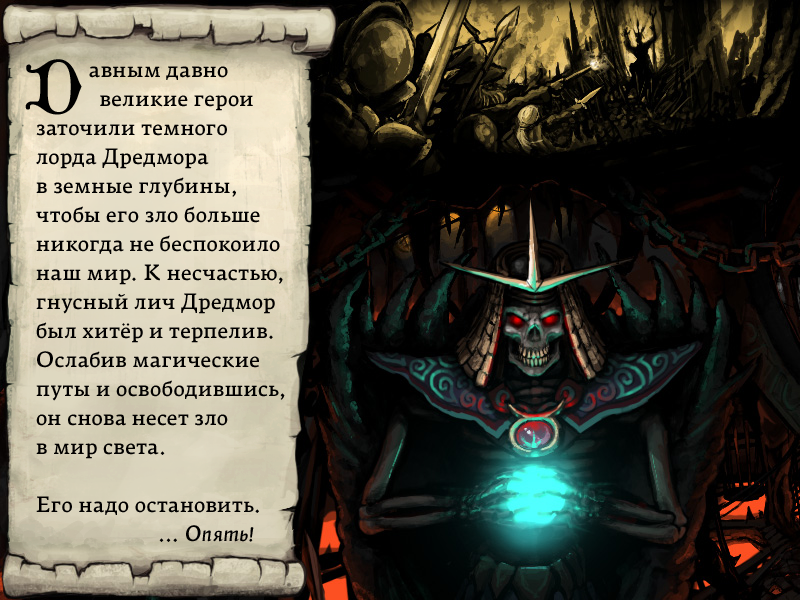 Давным давно
великие герои
заточили темного
лорда Дредмора
в земные глубины,
чтобы его зло больше
никогда не беспокоило
наш мир. К несчастью,
гнусный лич Дредмор
был хитёр и терпелив.
Ослабив магические
путы и освободившись,
он снова несет зло
в мир света.
Его надо остановить.
... Опять!